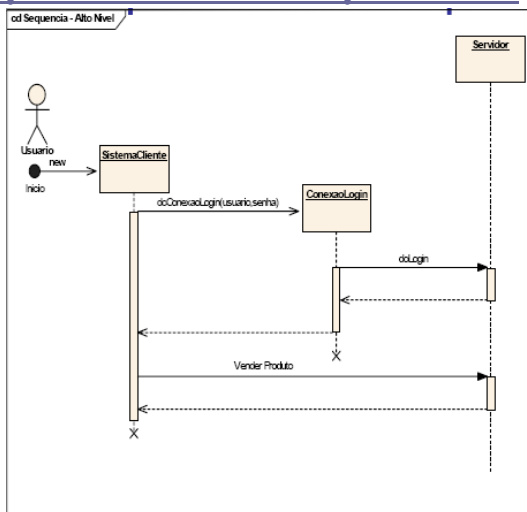 cd Sequencia - Alto Nivel
Servidor
Usuario
new
Inicio
SistemaCliente
doConexaoLogin(usuario,senha)
ConexaoLogin
doLogin
Vender Produto